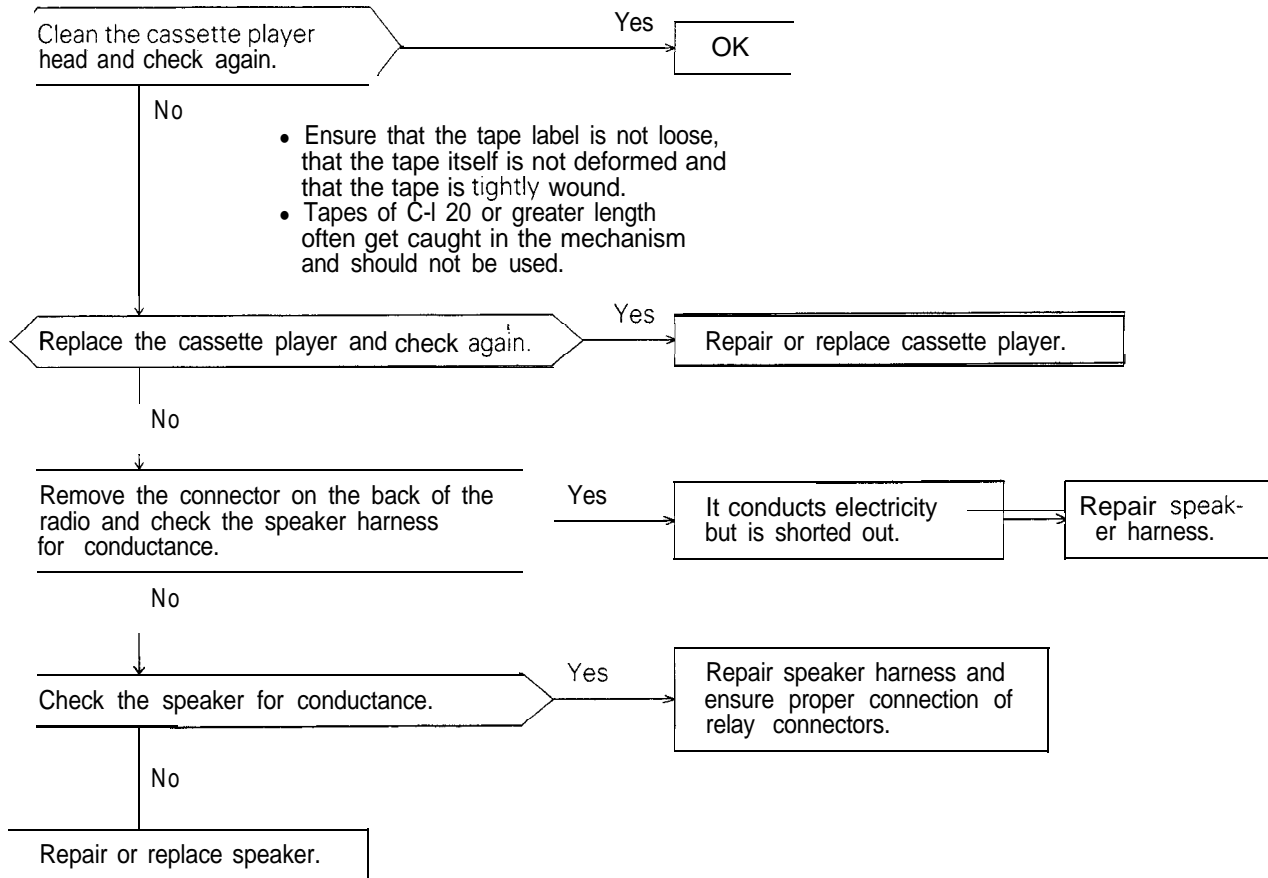 Clean the cassette player
head and check again.
Yes
OK
No
• Ensure that the tape label is not loose,
that the tape itself is not deformed and
that the tape is tightly wound.
• Tapes of C-l 20 or greater length
often get caught in the mechanism
and should not be used.
Replace the cassette player and check again.
Yes
Repair or replace cassette player.
No
Remove the connector on the back of the
radio and check the speaker harness
for conductance.
Yes
It conducts electricity
but is shorted out.
Repair speak-
er harness.
No
Check the speaker for conductance.
Yes
Repair speaker harness and
ensure proper connection of
relay connectors.
No
Repair or replace speaker.